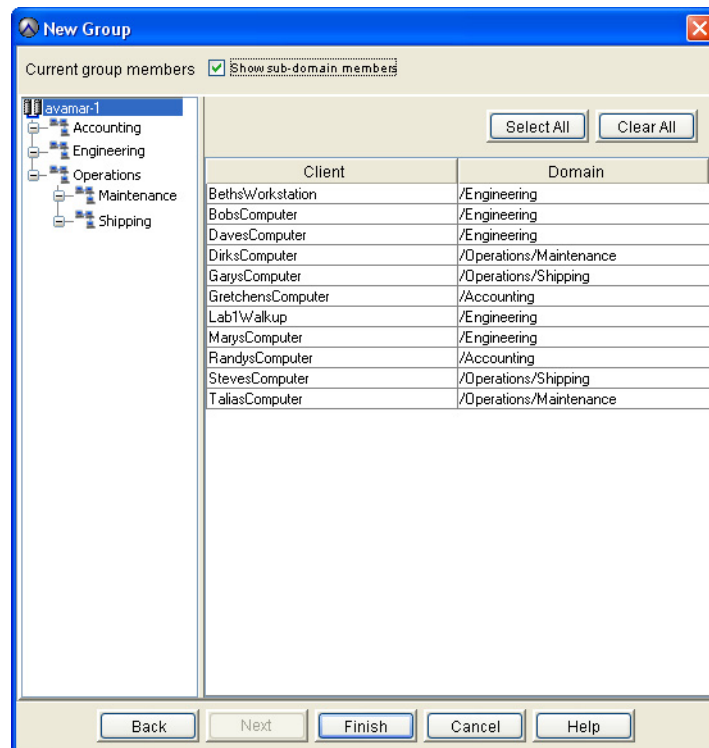 New Group
Current group members Show sub-domain members
avamar-1
Accounting
Engineering
Operations
Maintenance
Shipping
Select All Clear All
Client Domain
BethsWorkstation /Engineering
BobsComputer /Engineering
DavesComputer /Engineering
DirksComputer /Operations/Maintenance
GarysComputer /Operations/Shipping
GretchensComputer /Accounting
Lab1Walkup /Engineering
MarysComputer /Engineering
RandysComputer /Accounting
StevesComputer /Operations/Shipping
TaliasComputer /Operations/Maintenance
Back Next Finish Cancel Help